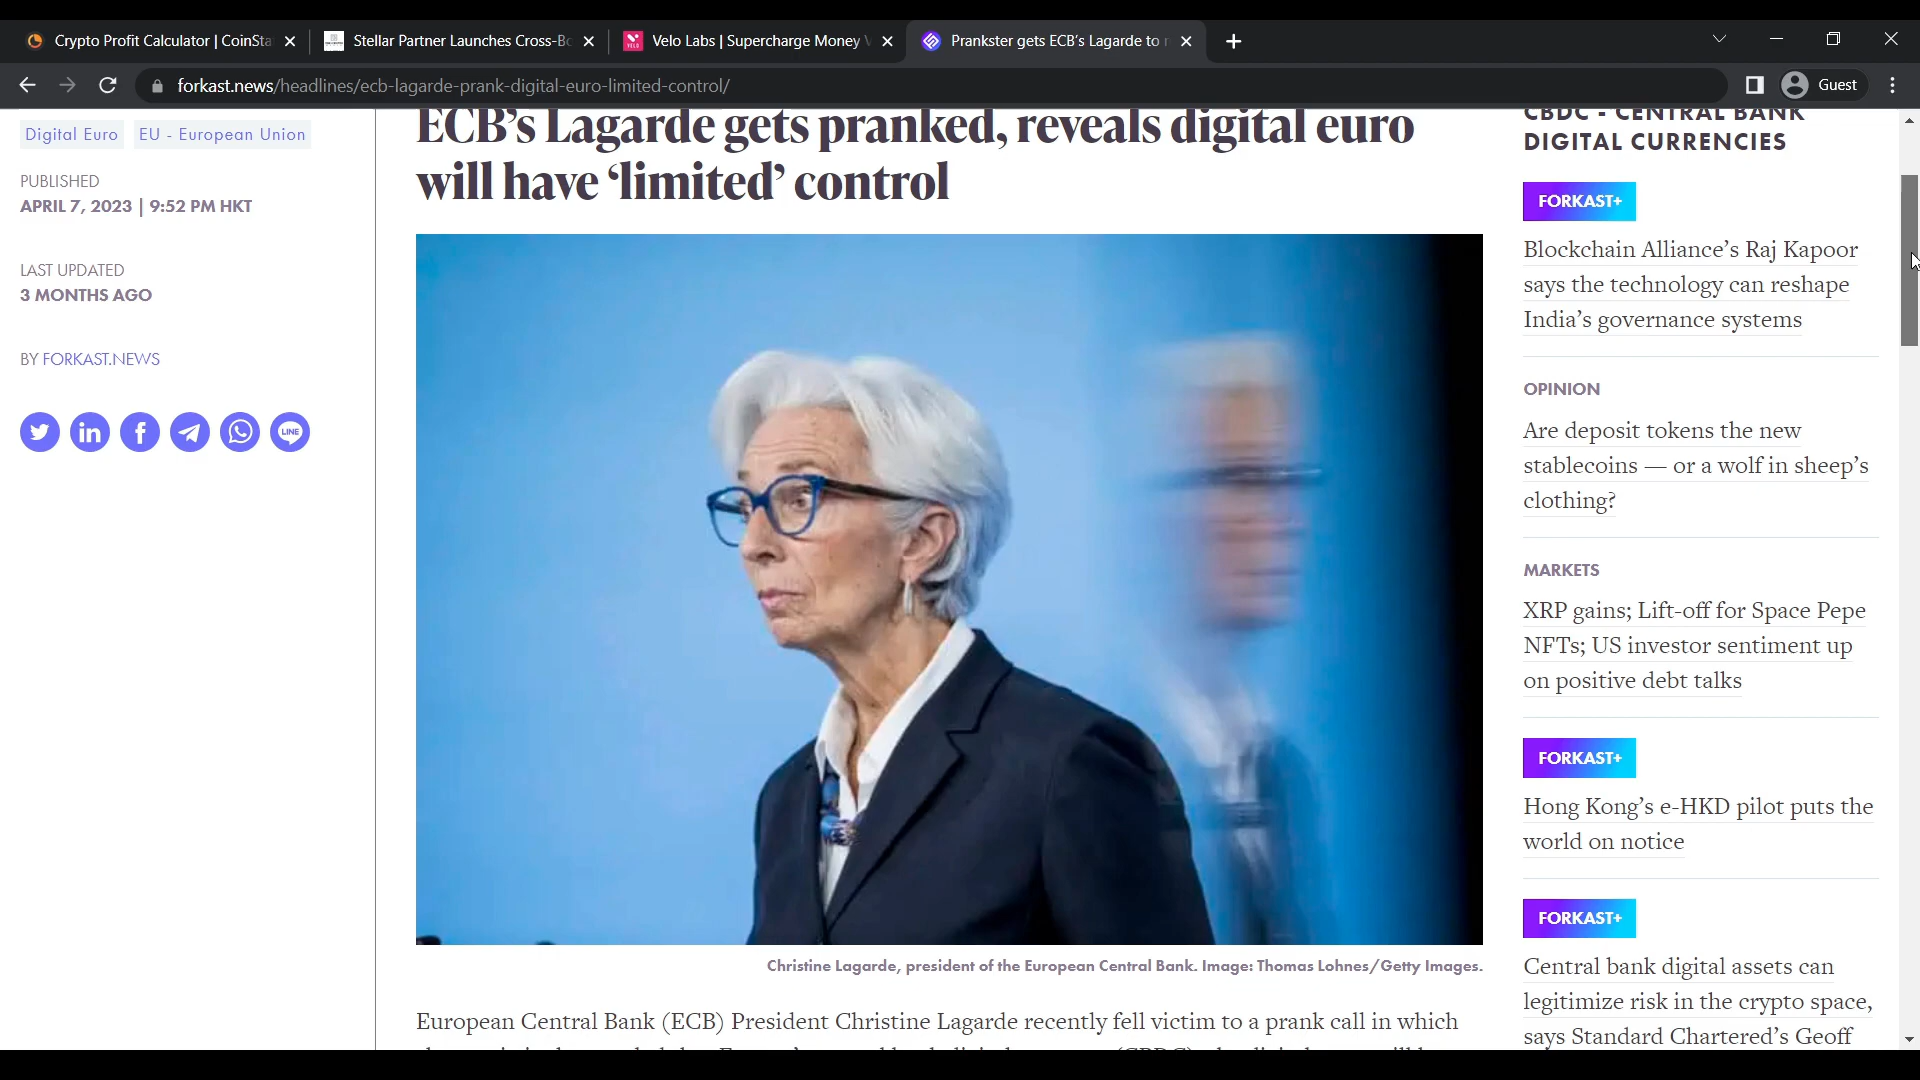 Crypto Profit Calculator | CoinSta
Stellar Partner Launches Cross-Bo
Velo Labs | Supercharge Money
Prankster gets ECB's Lagarde to
forkast.news/headlines/ecb-lagarde-prank-digital-euro-limited-control/
Guest
Digital Euro
EU - European Union
PUBLISHED
APRIL 7, 2023 | 9:52 PM HKT
LAST UPDATED
3 MONTHS AGO
BY FORKAST.NEWS
LINE
ECB's Lagarde gets pranked, reveals digital euro
will have ‘limited’ control
Christine Lagarde, president of the European Central Bank. Image: Thomas Lohnes/Getty Images.
European Central Bank (ECB) President Christine Lagarde recently fell victim to a prank call in which
CBDC - CENTRAL BANK
DIGITAL CURRENCIES
FORKAST+
Blockchain Alliance’s Raj Kapoor
says the technology can reshape
India’s governance systems
OPINION
Are deposit tokens the new
stablecoins — or a wolf in sheep’s
clothing?
MARKETS
XRP gains; Lift-off for Space Pepe
NFTs; US investor sentiment up
on positive debt talks
FORKAST+
Hong Kong’s e-HKD pilot puts the
world on notice
FORKAST+
Central bank digital assets can
legitimize risk in the crypto space,
says Standard Chartered’s Geoff